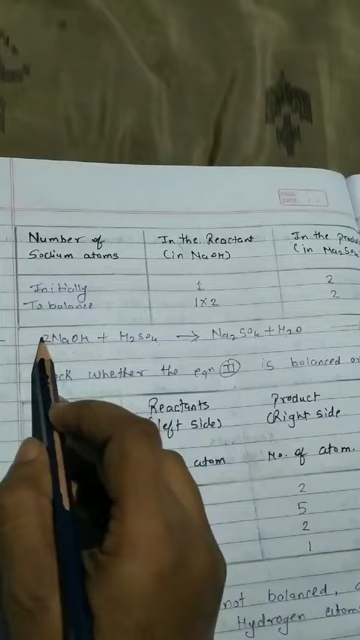 Number of Sodium atoms | In the Reactant (in NaOH) | In the (in Na₂SO₄
Initially | 1 | 2
To balance | 1×2 | 2
2NaOH + H₂SO₄ → Na₂SO₄ + H₂O
whether the eqn (II) is balanced
Reactants (left side) | Product (Right side
atom | No. of atom.
2
5
2
1
not balanced,
Hydrogen